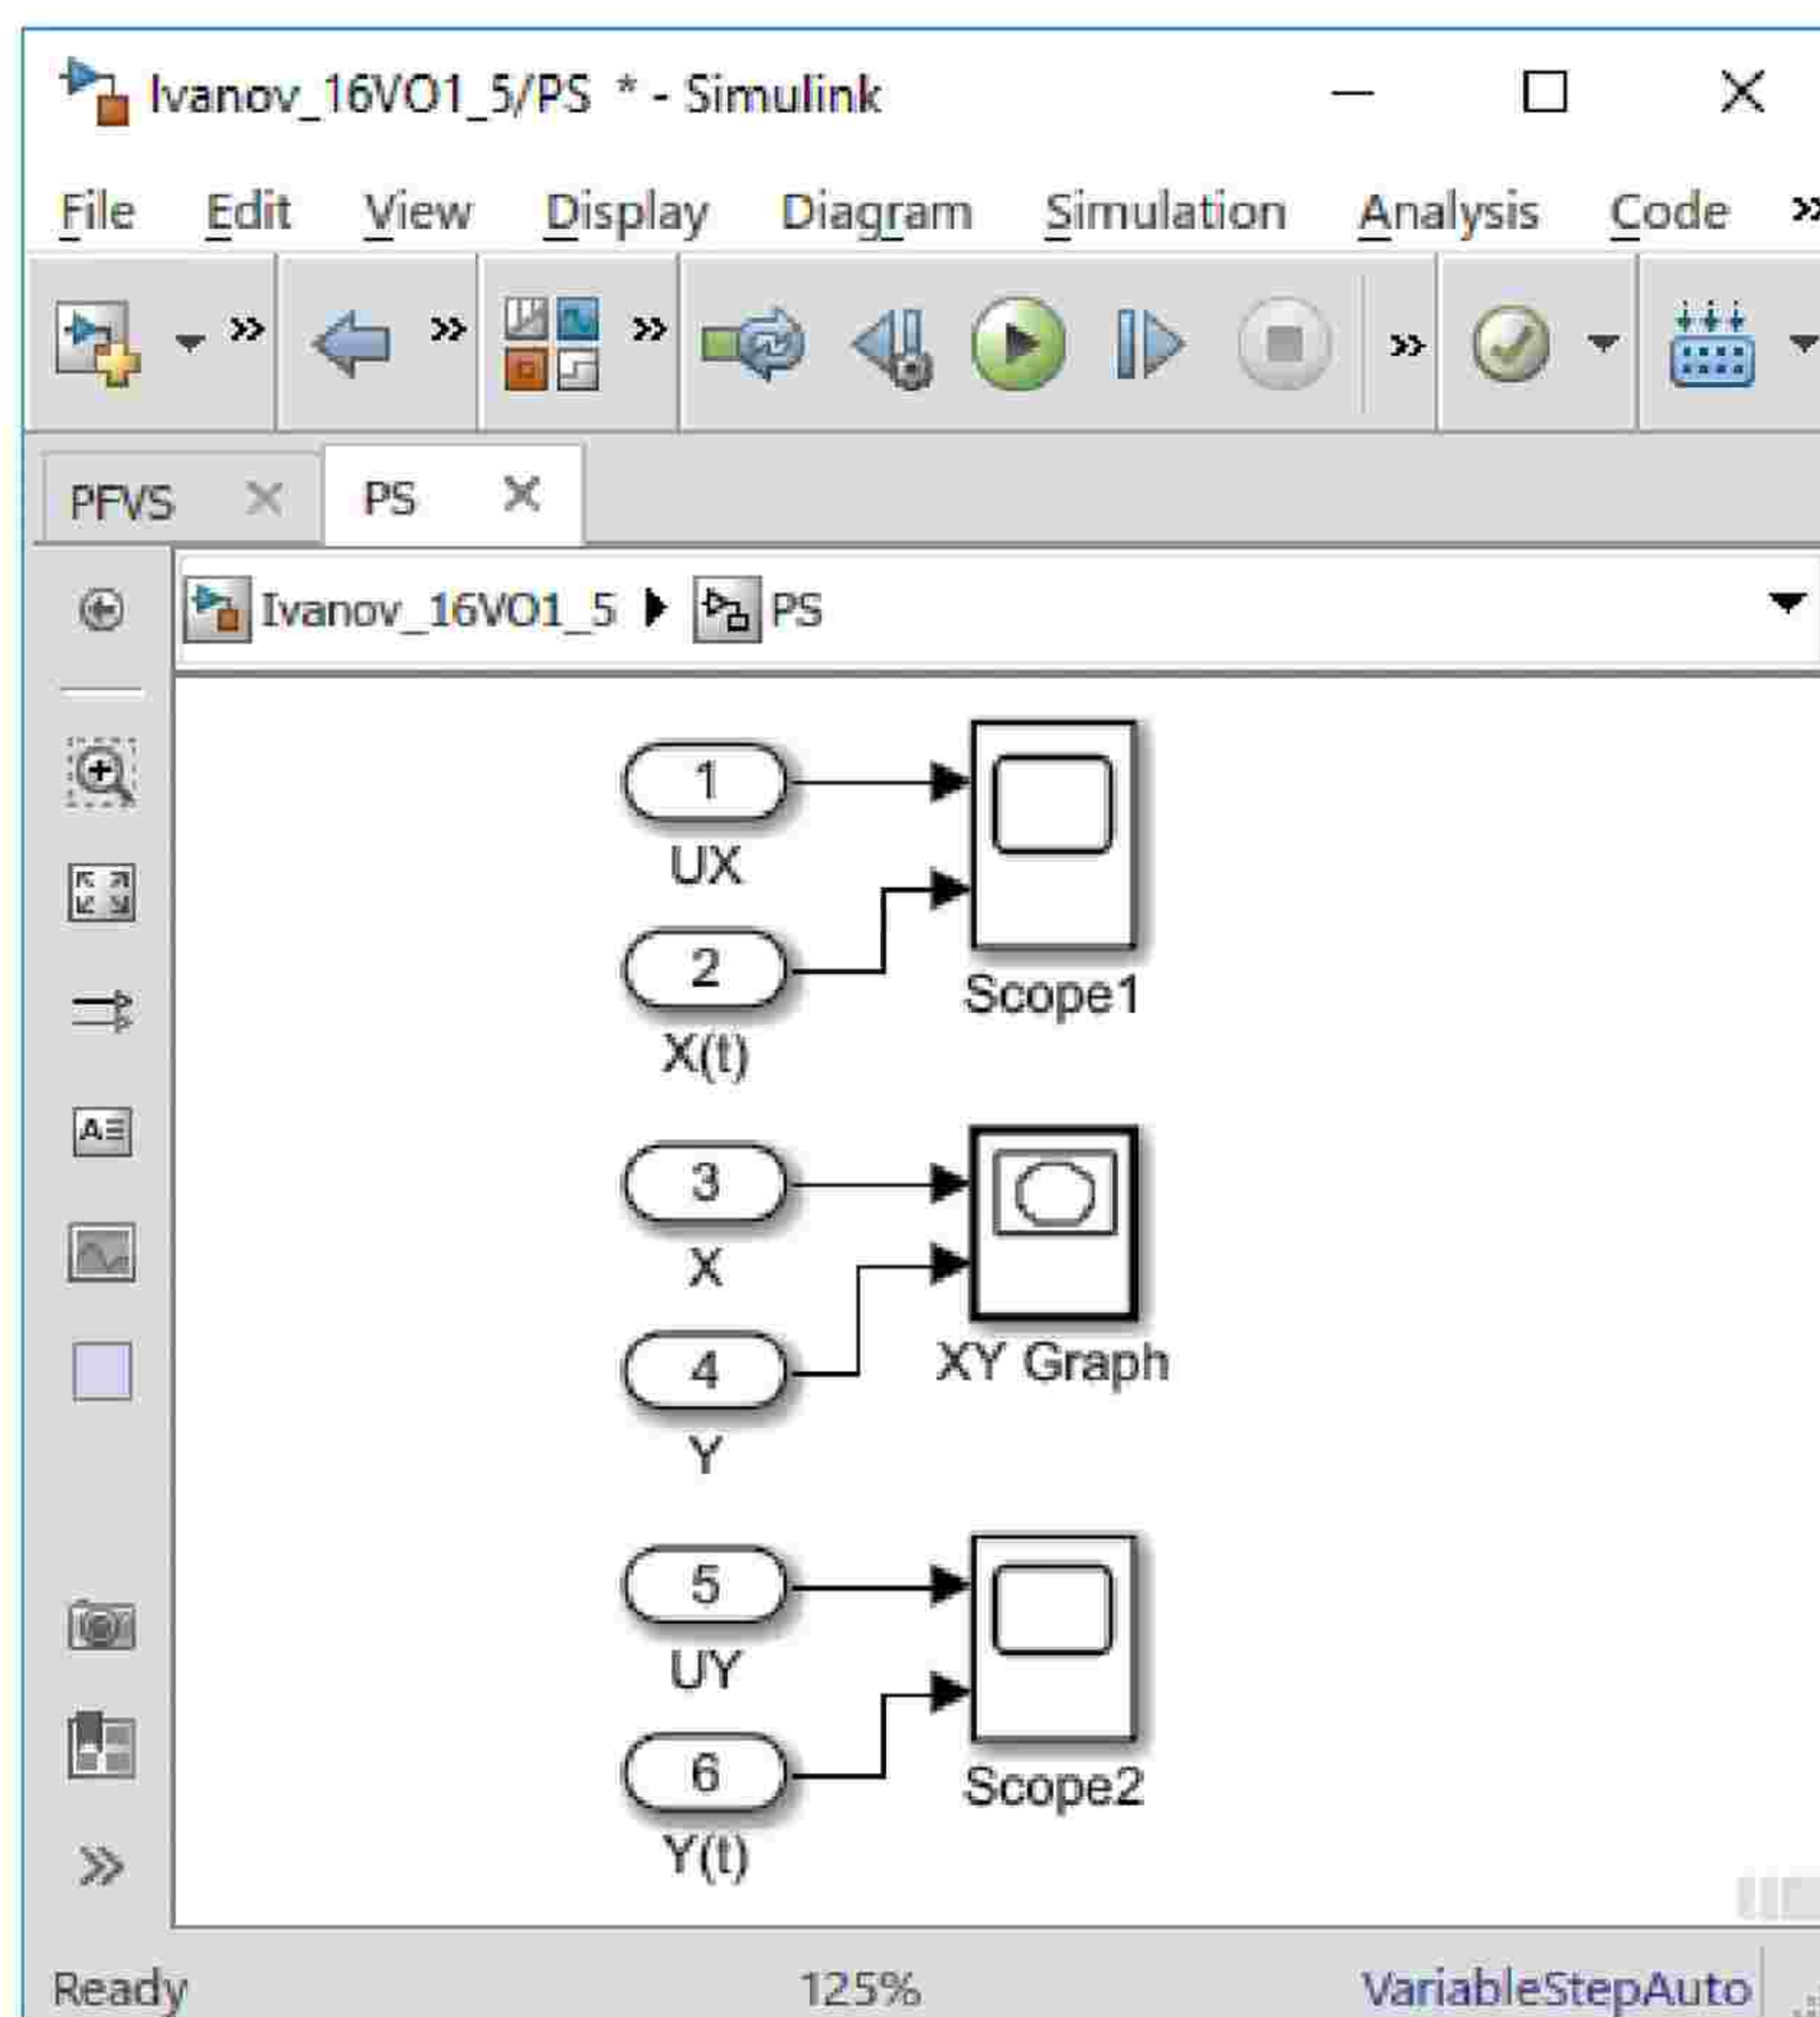 Ivanov_16VO1_5/PS * - Simulink
File Edit View Display Diagram Simulation Analysis Code »
PFVS PS
Ivanov_16VO1_5 PS
1
UX
2
X(t)
Scope1
3
X
4
Y
XY Graph
5
UY
6
Y(t)
Scope2
Ready 125% VariableStepAuto